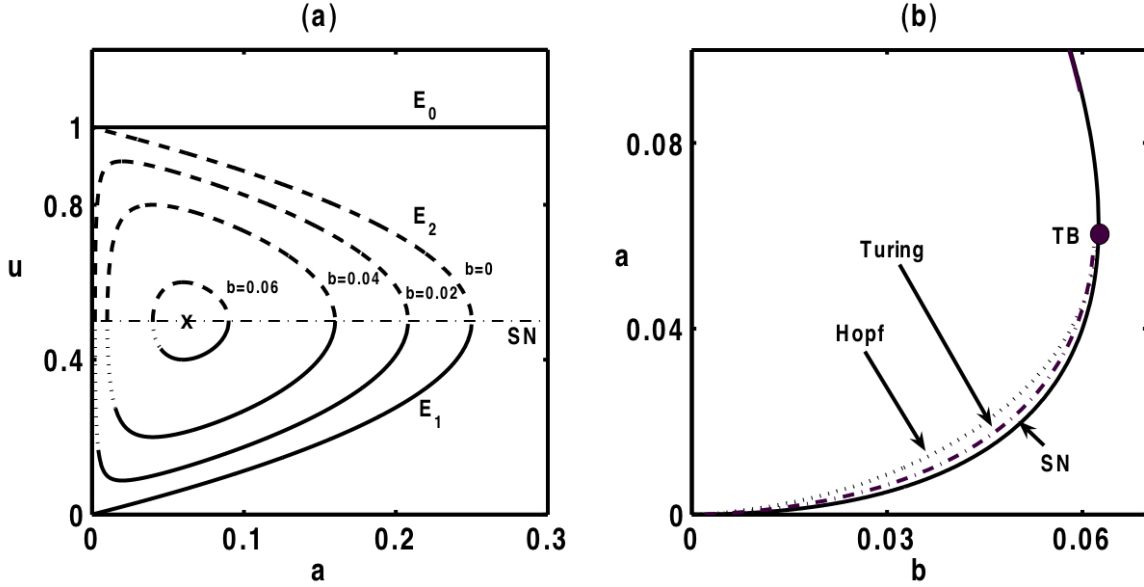 (a)
E0
1
0.8
u
0.4
0
E2
b=0
b=0.02
b=0.04
b=0.06
x
SN
E1
0
0.1
0.2
0.3
a
(b)
0.08
a
0.04
0
TB
Turing
Hopf
SN
0
0.03
0.06
b